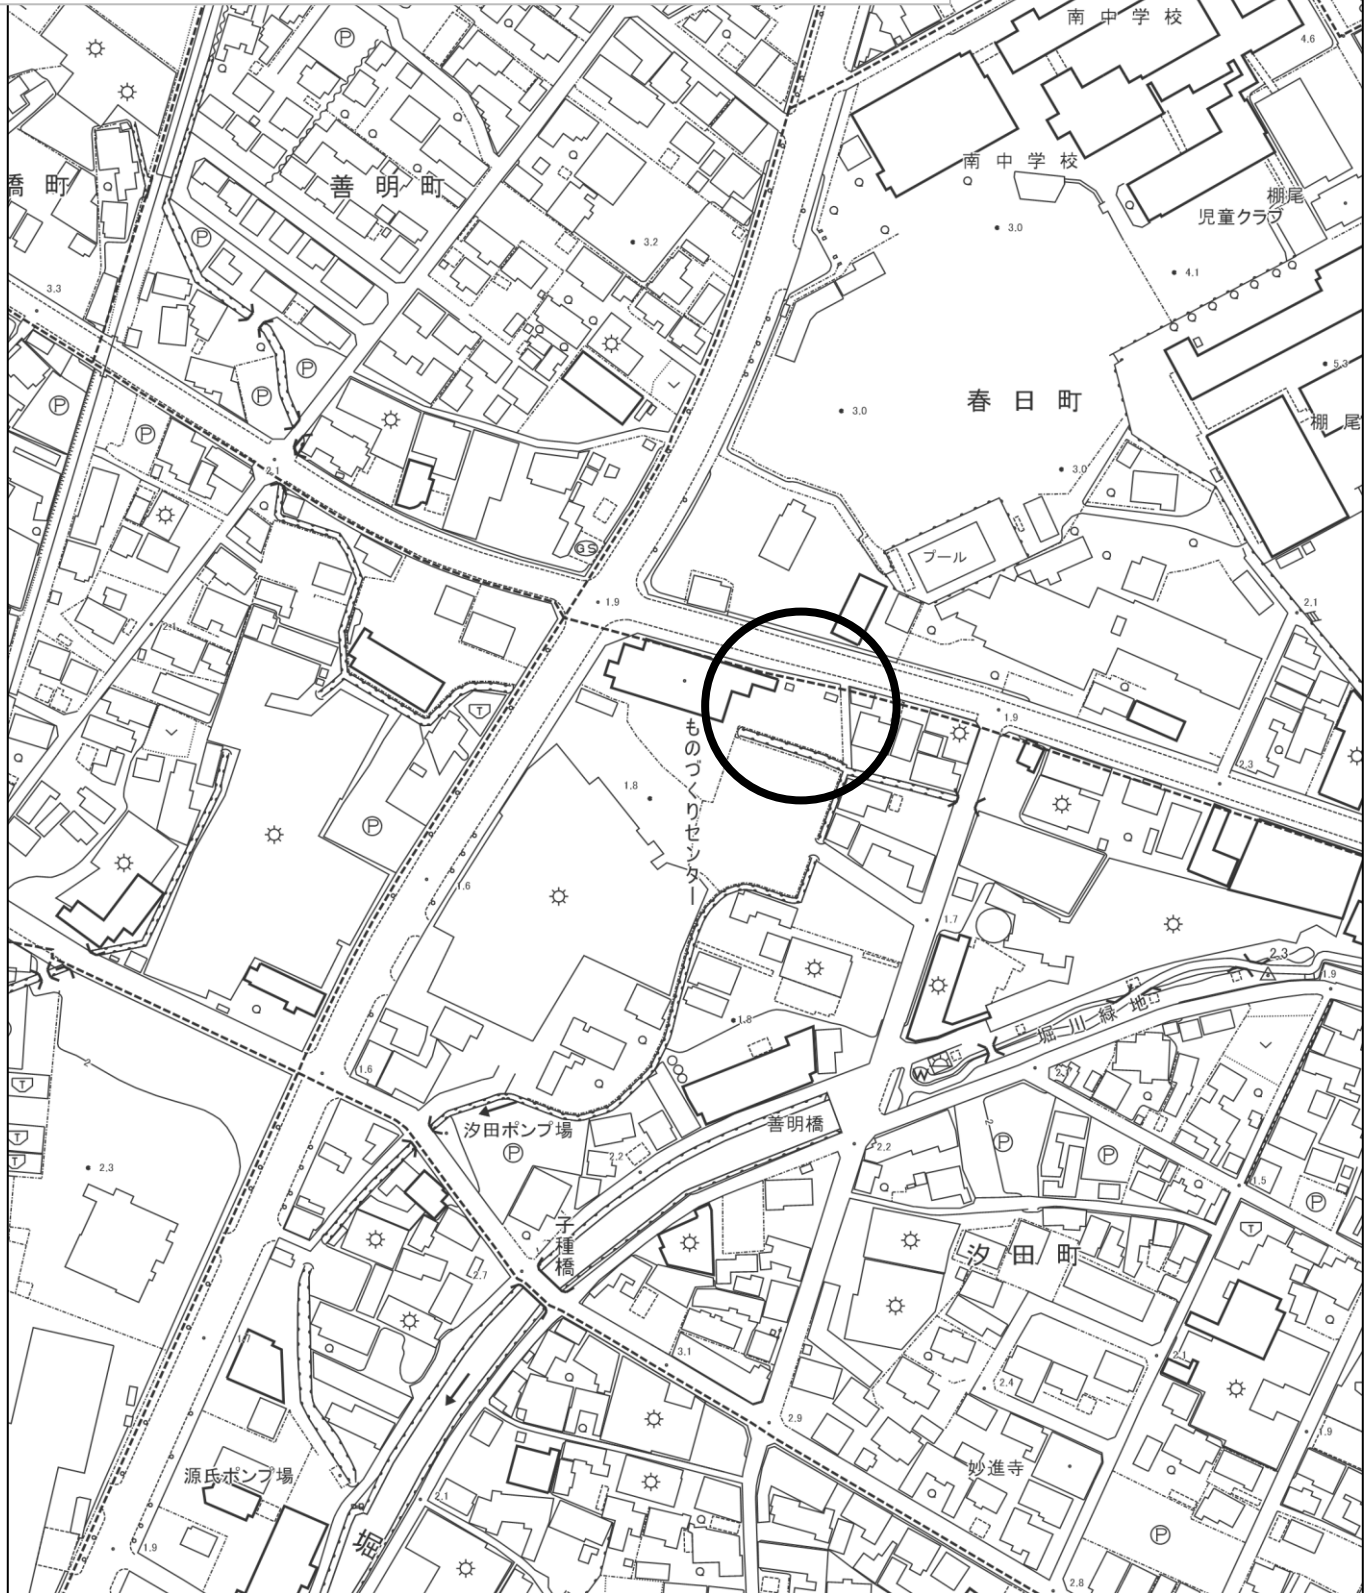 南中学校
4.6
P
善明町
橋町
南中学校
棚尾
児童クラブ
3.0
3.2
4.1
P
3.3
5.3
P
P
P
3.0
春日町
棚尾
P
3.0
2.1
GS
プール
1.9
2.1
2.1
T
1.9
ものづくりセンター
2.3
1.8
P
1.6
1.7
2.3
1.9
1.8
堀川緑地
W
1.6
2
T
汐田ポンプ場
善明橋
P
2.2
2.2
2
P
P
T
T
2.3
1.5
P
子種橋
T
汐田町
2.7
3.1
2.1
2.4
2.9
1.9
妙進寺
源氏ポンプ場
2.1
堀
P
1.9
2.8